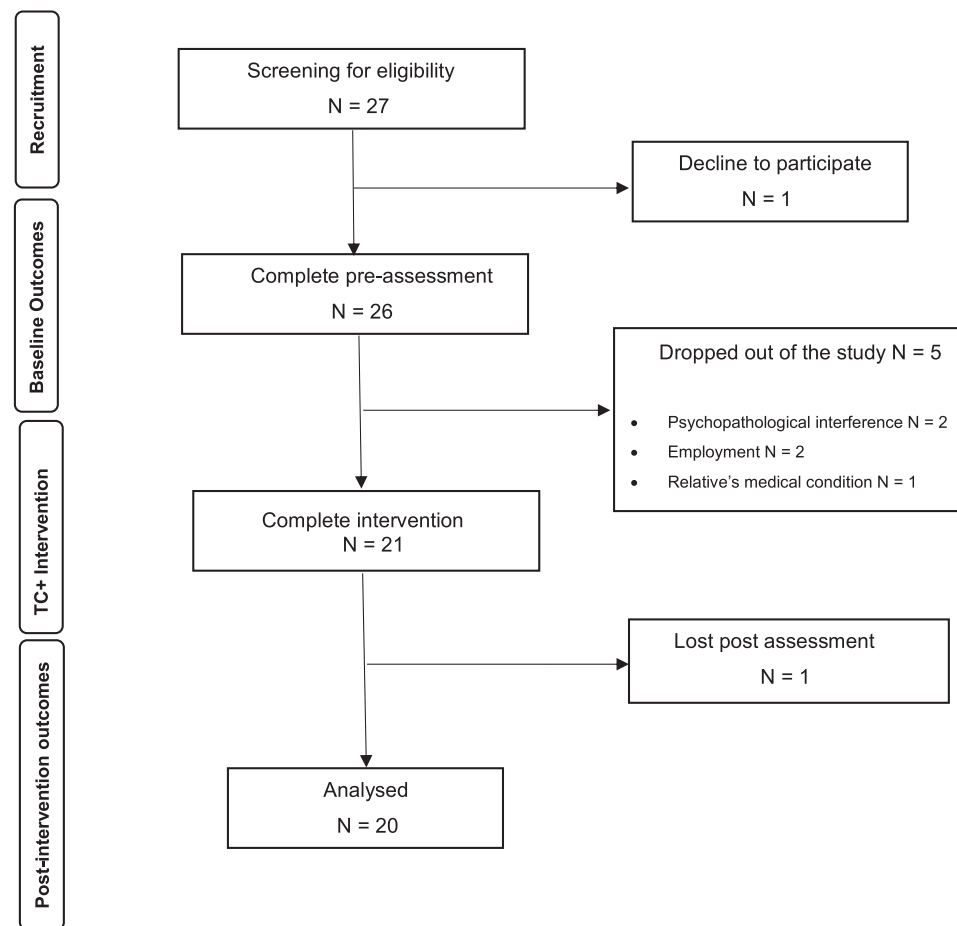 Recruitment
Screening for eligibility
N = 27
Decline to participate
N = 1
Baseline Outcomes
Complete pre-assessment
N = 26
Dropped out of the study N = 5
• Psychopathological interference N = 2
• Employment N = 2
• Relative’s medical condition N = 1
TC+ Intervention
Complete intervention
N = 21
Lost post assessment
N = 1
Post-intervention outcomes
Analysed
N = 20